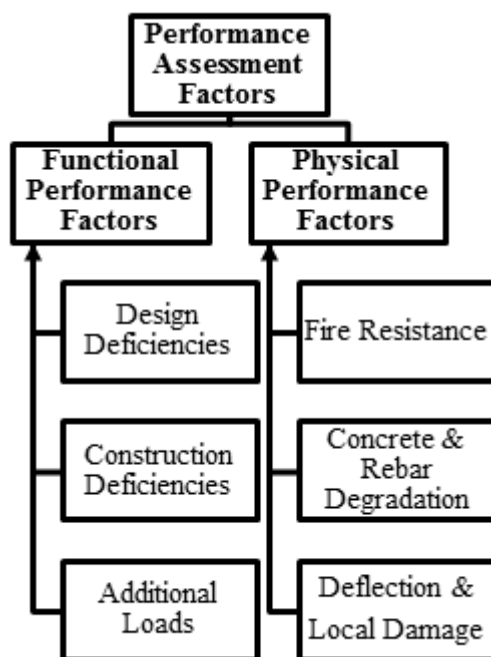 Performance
Assessment
Factors
Functional
Performance
Factors
Physical
Performance
Factors
Design
Deficiencies
Construction
Deficiencies
Additional
Loads
Fire Resistance
Concrete &
Rebar
Degradation
Deflection &
Local Damage